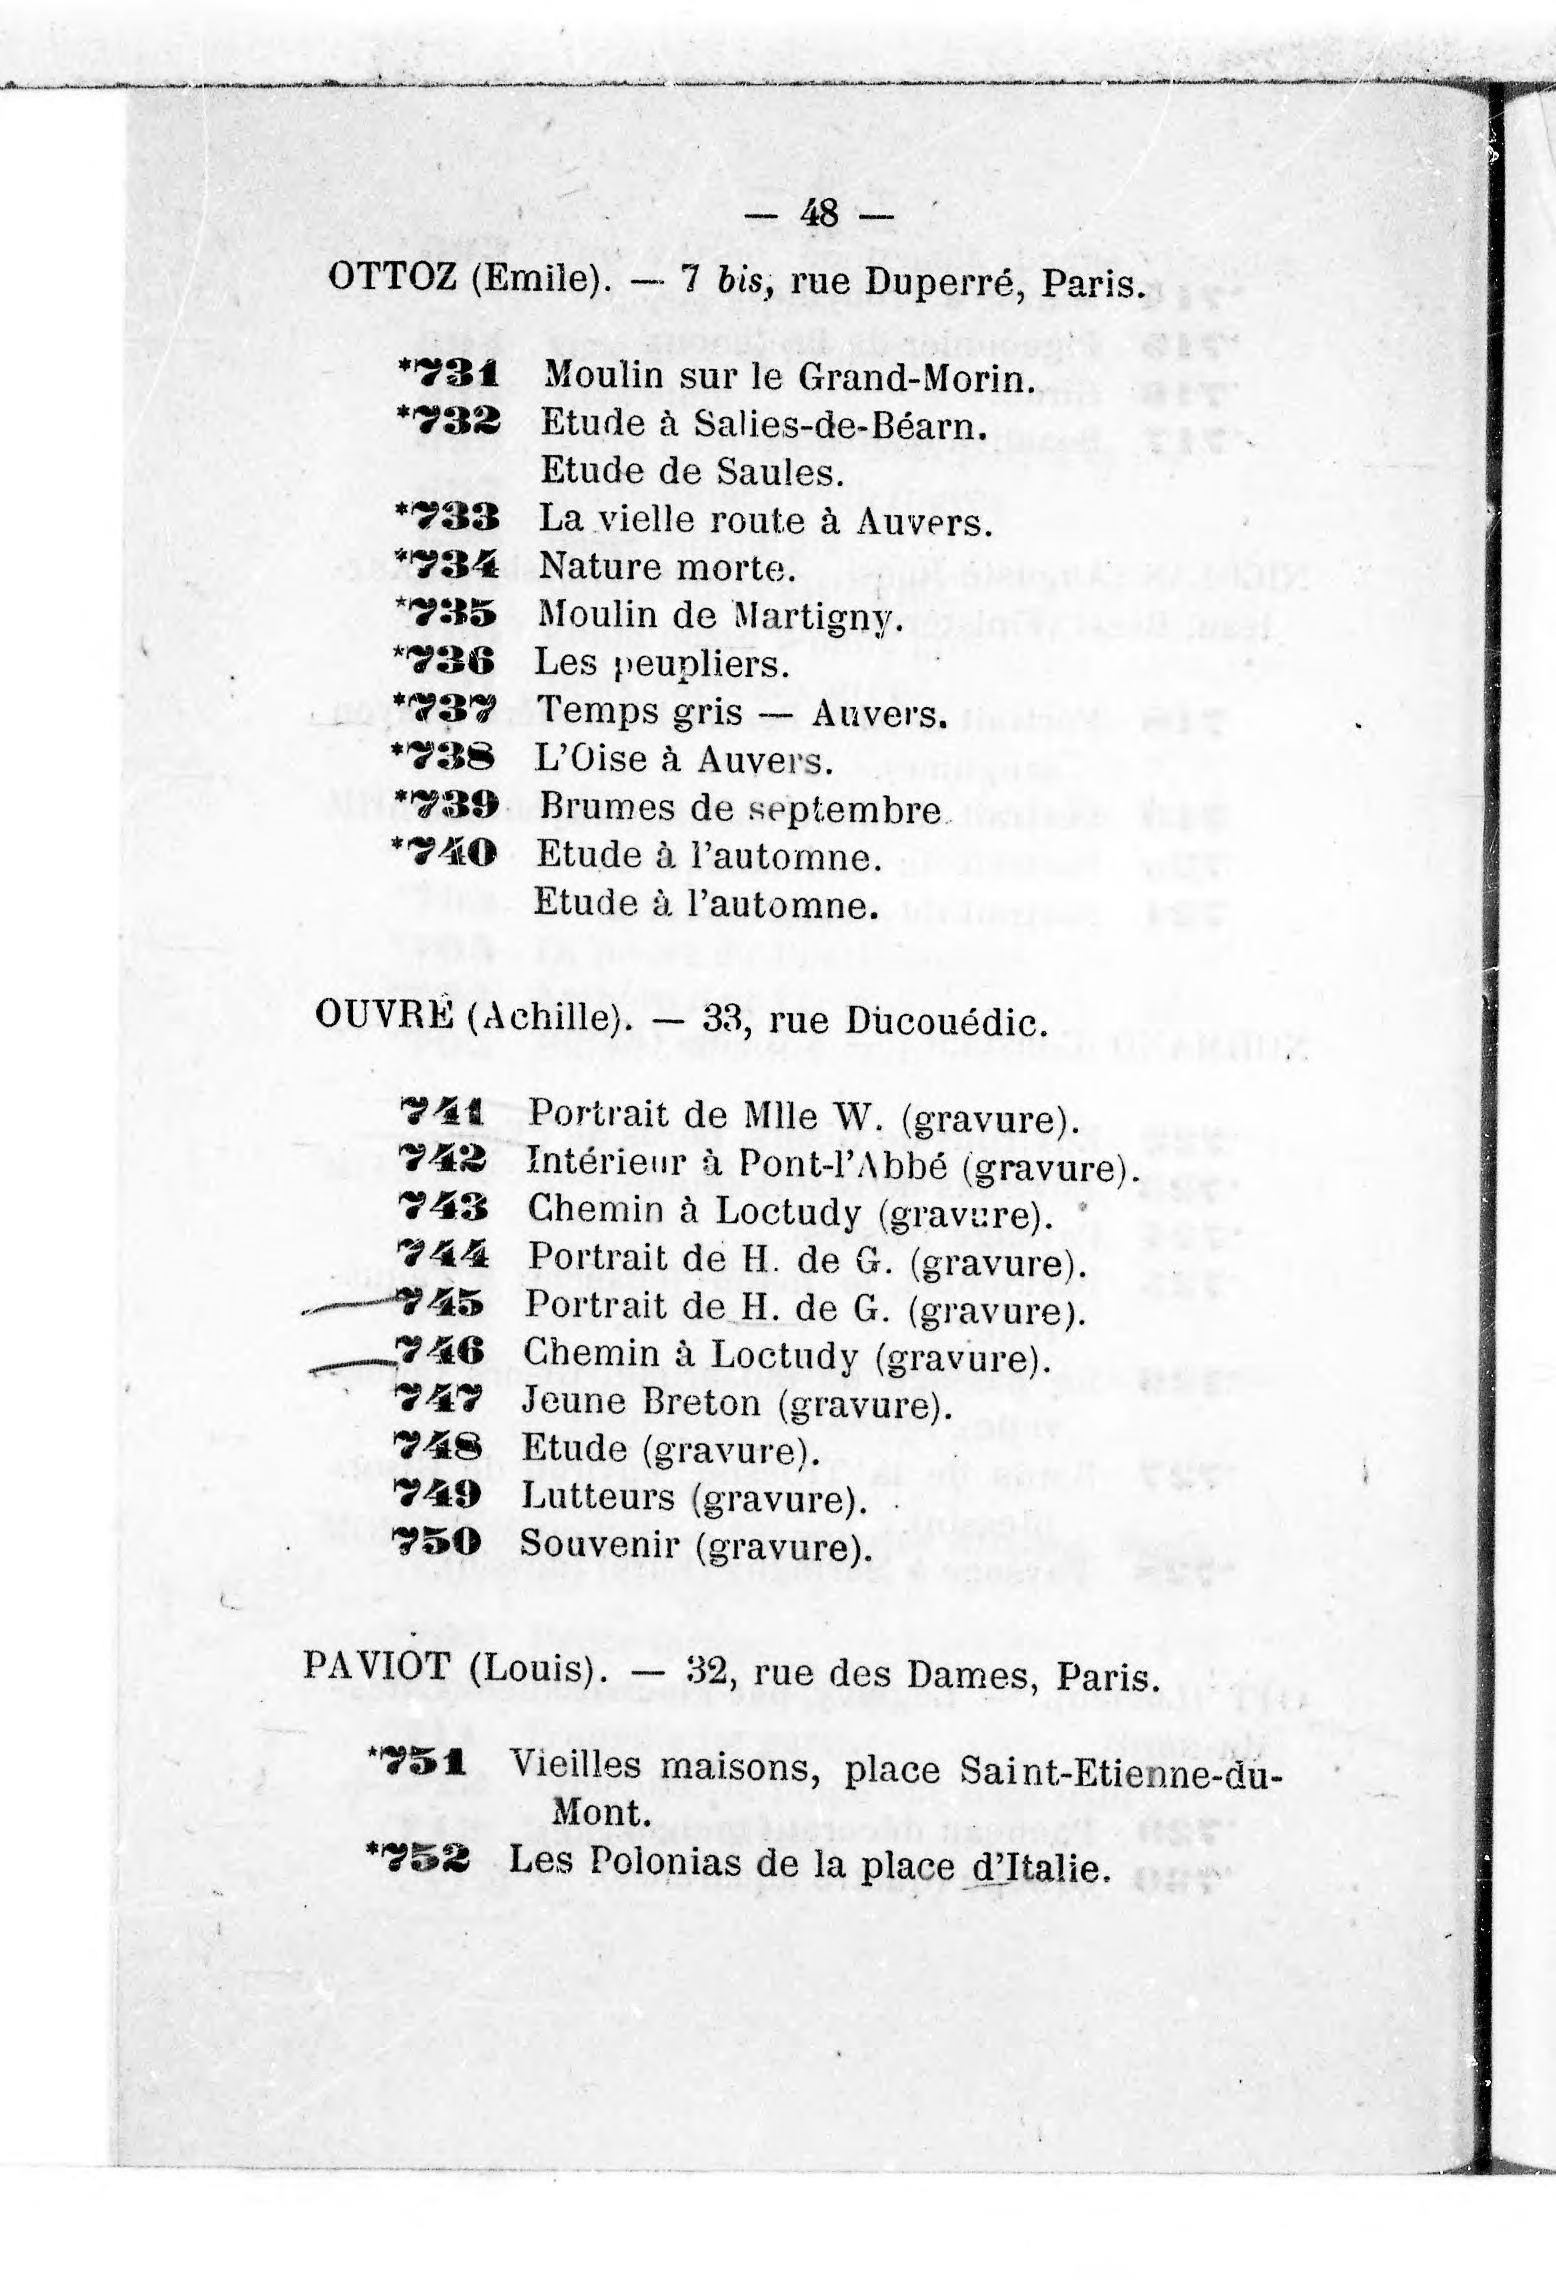 — 48 —
OTTOZ (Emile). — 7 bis, rue Duperré, Paris.
*731 Moulin sur le Grand-Morin.
*732 Etude à Salies-de-Béarn.
Etude de Saules.
*733 La vielle route à Auvers.
*734 Nature morte.
*735 Moulin de Martigny.
*736 Les peupliers.
*737 Temps gris — Auvers.
*738 L'Oise à Auvers.
*739 Brumes de septembre.
*740 Etude à l'automne.
Etude à l'automne.
OUVRÉ (Achille). — 33, rue Ducouédic.
741 Portrait de Mlle W. (gravure).
742 Intérieur à Pont-l'Abbé (gravure).
743 Chemin à Loctudy (gravure).
744 Portrait de H. de G. (gravure).
745 Portrait de H. de G. (gravure).
746 Chemin à Loctudy (gravure).
747 Jeune Breton (gravure).
748 Etude (gravure).
749 Lutteurs (gravure).
750 Souvenir (gravure).
PAVIOT (Louis). — 32, rue des Dames, Paris.
*751 Vieilles maisons, place Saint-Etienne-du-
Mont.
*752 Les Polonias de la place d'Italie.